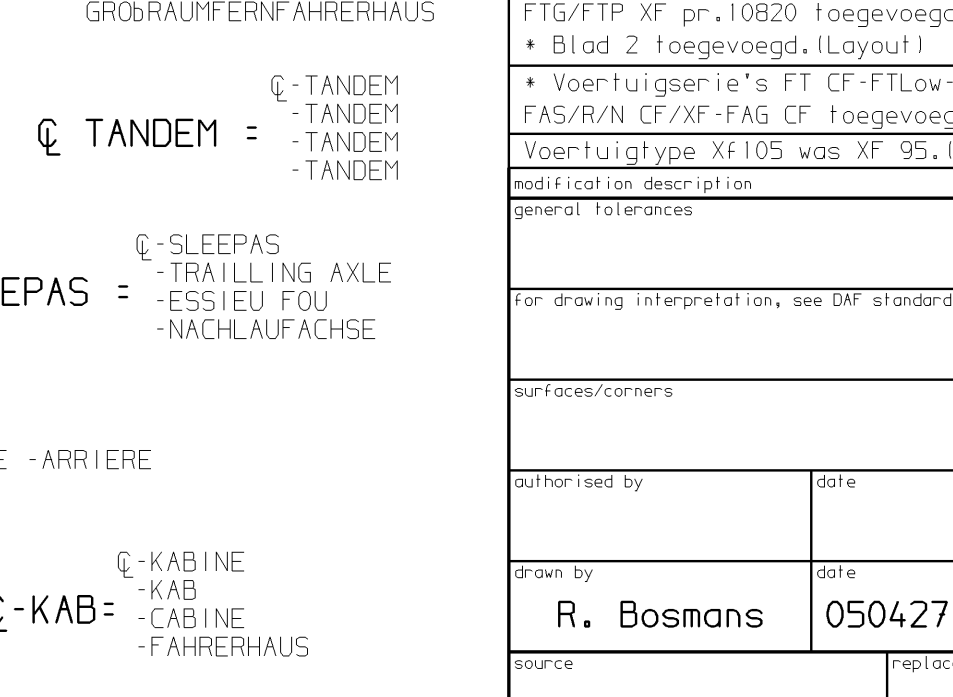 GRObRAUMFERNFAHRERHAUS
℄ TANDEM =
℄-TANDEM
-TANDEM
-TANDEM
-TANDEM
EPAS =
℄-SLEEPAS
-TRAILLING AXLE
-ESSIEU FOU
-NACHLAUFACHSE
E -ARRIERE
℄-KAB=
℄-KABINE
-KAB
-CABINE
-FAHRERHAUS
FTG/FTP XF pr.10820 toegevoegd
* Blad 2 toegevoegd.(Layout)
* Voertuigserie's FT CF-FTLow-
FAS/R/N CF/XF-FAG CF toegevoeg
Voertuigtype Xf105 was XF 95.(
modification description
general tolerances
for drawing interpretation, see DAF standard
surfaces/corners
authorised by
date
drawn by
date
R. Bosmans
050427
source
replac